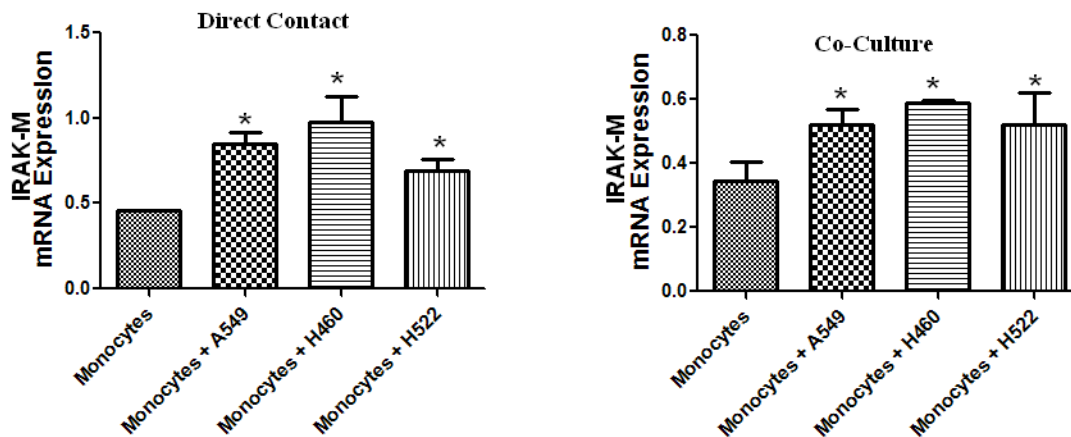 Direct Contact
IRAK-M
mRNA Expression
1.5
1.0
0.5
0.0
*
*
*
Monocytes
Monocytes + A549
Monocytes + H460
Monocytes + H522
Co-Culture
IRAK-M
mRNA Expression
0.8
0.6
0.4
0.2
0.0
*
*
*
Monocytes
Monocytes + A549
Monocytes + H460
Monocytes + H522